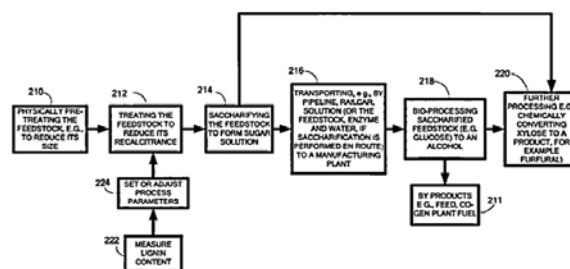 210
PHYSICALLY PRE-
TREATING THE
FEEDSTOCK, E.G.,
TO REDUCE ITS
SIZE
212
TREATING THE
FEEDSTOCK TO
REDUCE ITS
RECALCITRANCE
214
SACCHARIFYING
THE FEEDSTOCK
TO FORM SUGAR
SOLUTION
216
TRANSPORTING, e.g., BY
PIPELINE, RAILCAR,
SOLUTION (OR THE
FEEDSTOCK, ENZYME
AND WATER, IF
SACCHARIFICATION IS
PERFORMED EN ROUTE)
TO A MANUFACTURING
PLANT
218
BIO-PROCESSING
SACCHARIFIED
FEEDSTOCK (E.G.
GLUCOSE) TO AN
ALCOHOL
220
FURTHER
PROCESSING E.G.
CHEMICALLY
CONVERTING
XYLOSE TO A
PRODUCT, FOR
EXAMPLE
FURFURAL
224
SET OR ADJUST
PROCESS
PARAMETERS
222
MEASURE
LIGNIN
CONTENT
BY PRODUCTS
E.G., FEED, CO-
GEN PLANT FUEL
211